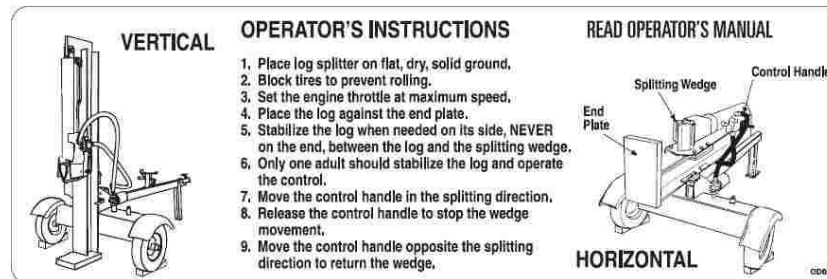 VERTICAL
OPERATOR'S INSTRUCTIONS
1. Place log splitter on flat, dry, solid ground.
2. Block tires to prevent rolling.
3. Set the engine throttle at maximum speed.
4. Place the log against the end plate.
5. Stabilize the log when needed on its side, NEVER
on the end, between the log and the splitting wedge.
6. Only one adult should stabilize the log and operate
the control.
7. Move the control handle in the splitting direction.
8. Release the control handle to stop the wedge
movement.
9. Move the control handle opposite the splitting
direction to return the wedge.
READ OPERATOR'S MANUAL
Control Handle
Splitting Wedge
End
Plate
HORIZONTAL